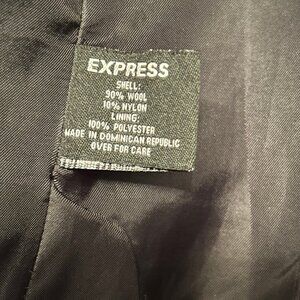 EXPRESS
SHELL:
90% WOOL
10% NYLON
LINING:
100% POLYESTER
MADE IN DOMINICAN REPUBLIC
OVER FOR CARE